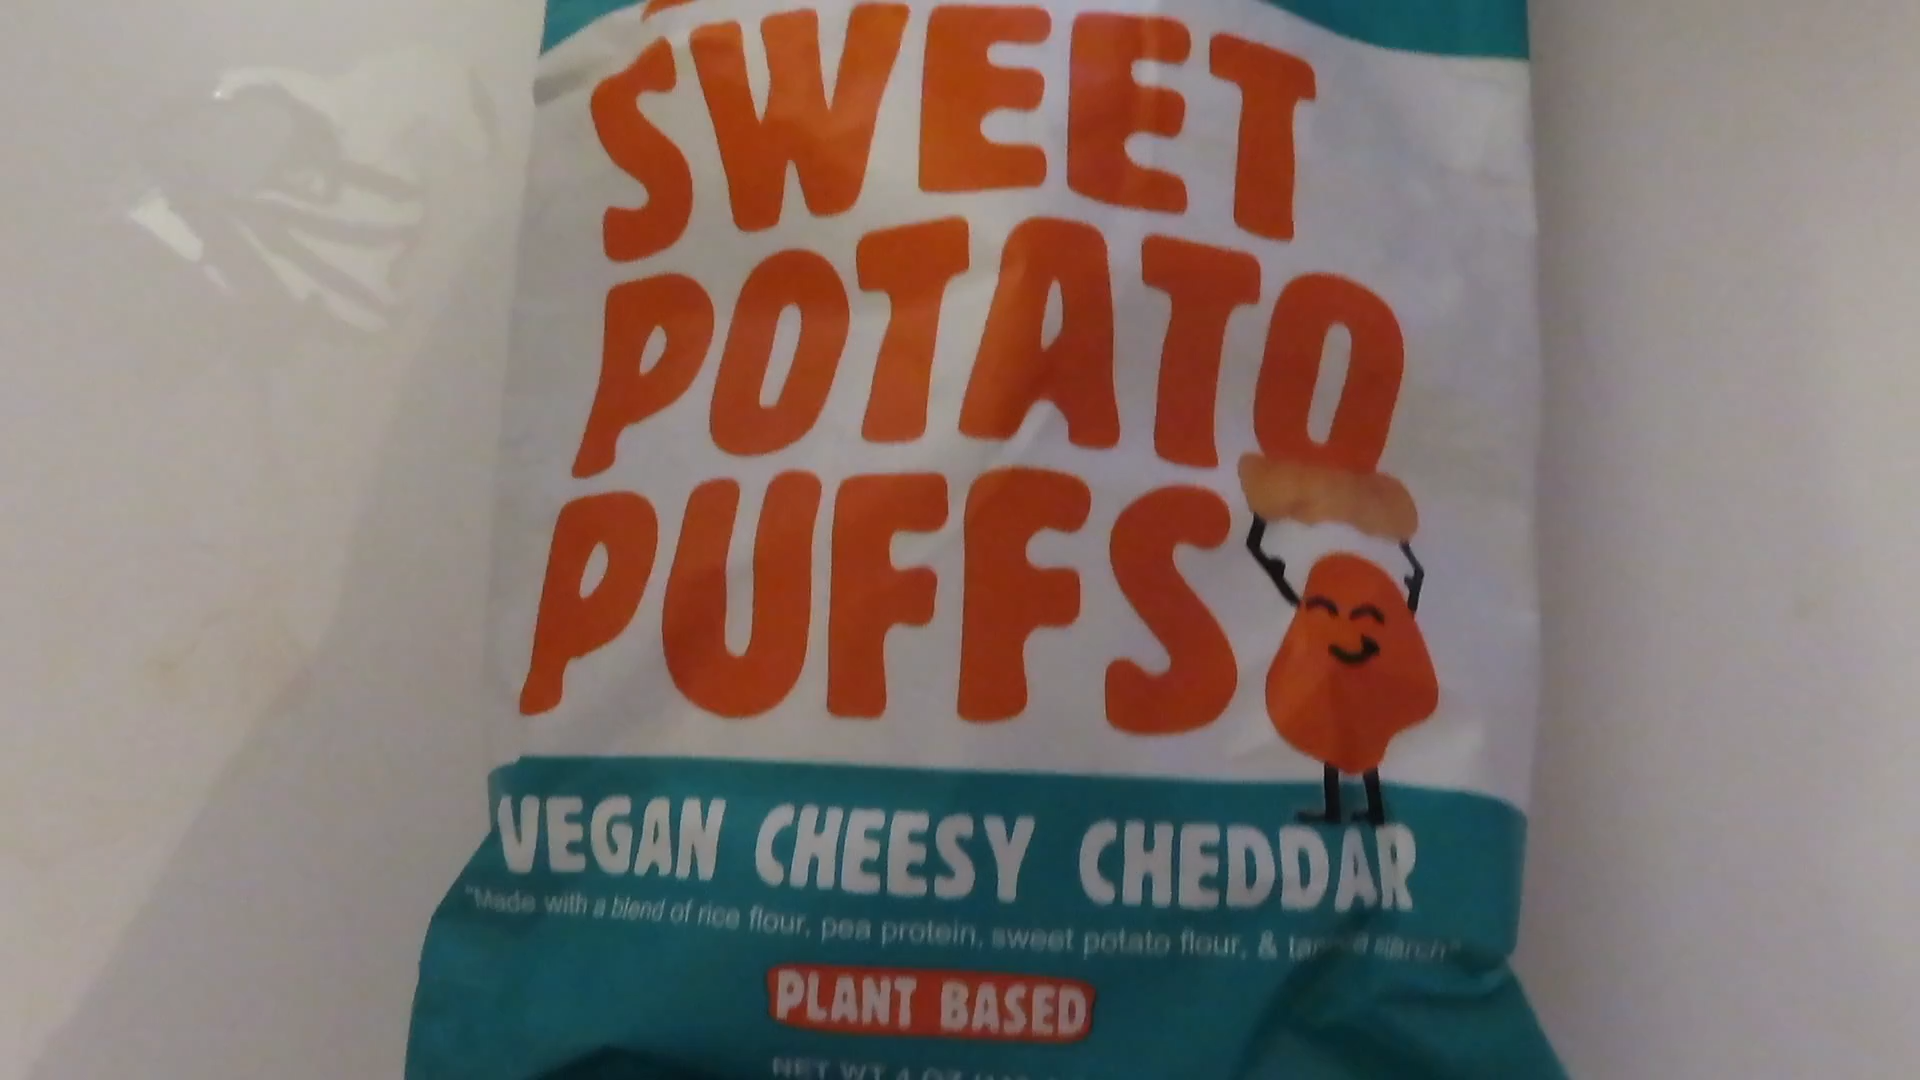 SWEET
POTATO
PUFFS
VEGAN CHEESY CHEDDAR
"Made with a blend of rice flour, pea protein, sweet potato flour, & starch"
PLANT BASED
NET WT 4 OZ